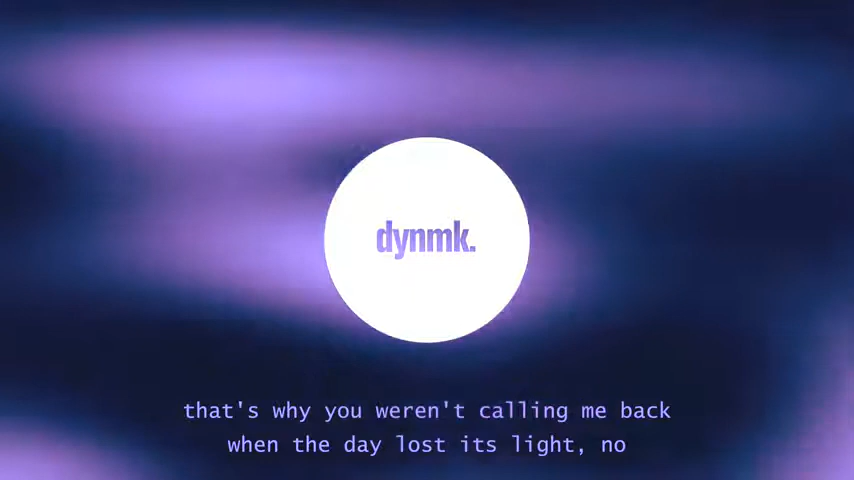 dynmk.
that's why you weren't calling me back
when the day lost its light, no